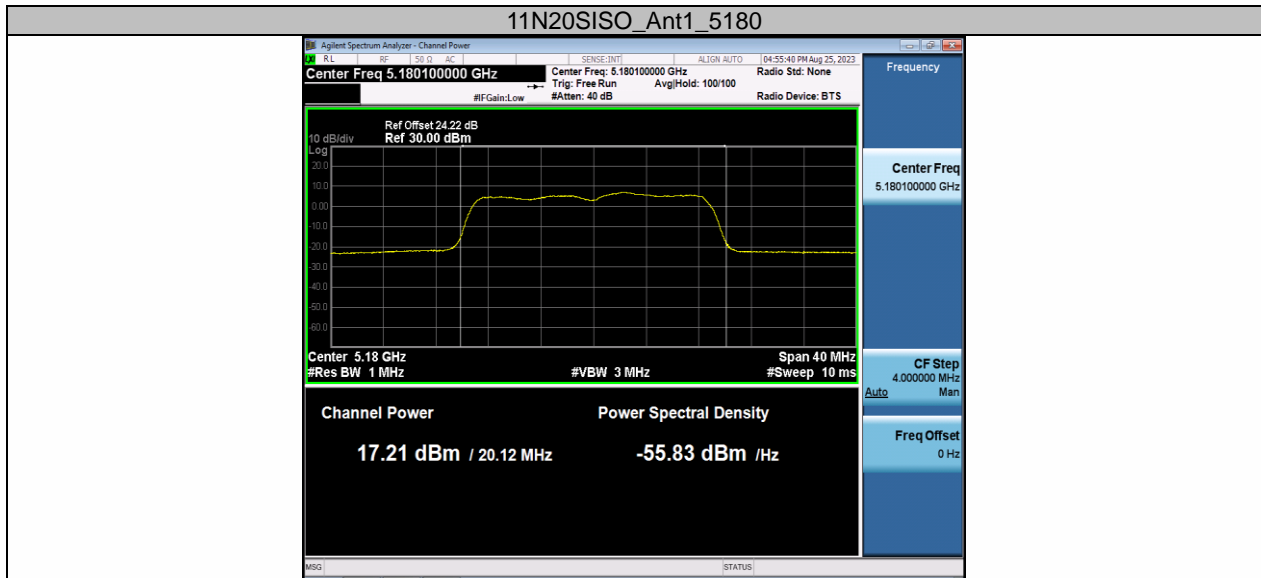 11N20SISO_Ant1_5180
Agilent Spectrum Analyzer - Channel Power
RL RF 50 Ω AC SENSE:INT ALIGN AUTO 04:55:40 PM Aug 25, 2023
Center Freq 5.180100000 GHz Center Freq: 5.180100000 GHz Radio Std: None Frequency
Trig: Free Run Avg|Hold: 100/100
#IFGain:Low #Atten: 40 dB Radio Device: BTS
Ref Offset 24.22 dB
10 dB/div Ref 30.00 dBm
Log
20.0
10.0
0.00
-10.0
-20.0
-30.0
-40.0
-50.0
-60.0
Center 5.18 GHz Span 40 MHz
#Res BW 1 MHz #VBW 3 MHz #Sweep 10 ms
Channel Power Power Spectral Density
17.21 dBm / 20.12 MHz -55.83 dBm /Hz
Center Freq
5.180100000 GHz
CF Step
4.000000 MHz
Auto Man
Freq Offset
0 Hz
MSG STATUS